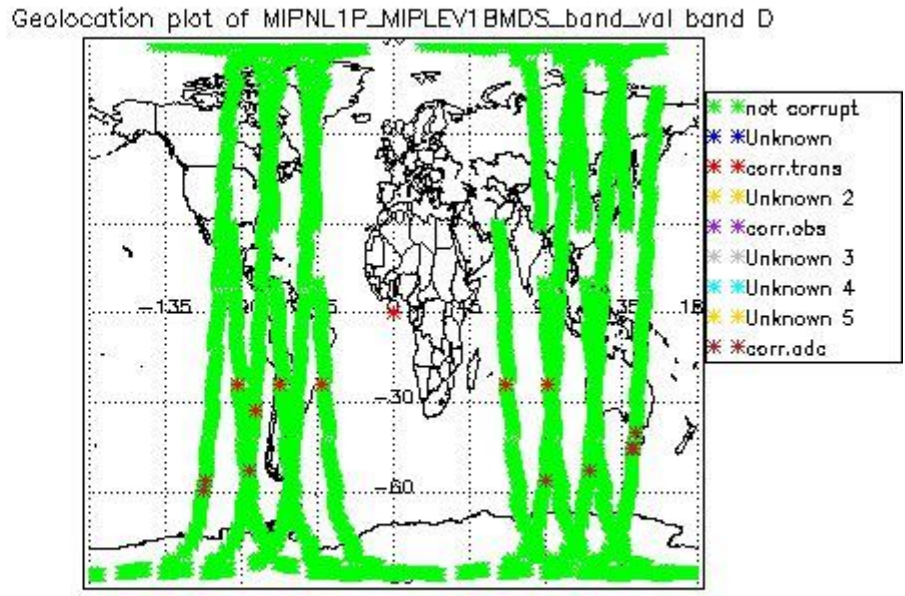 Geolocation plot of MIPNL1P_MIPLEV1BMDS_band_val band D
not corrupt
Unknown
corr.trans
Unknown 2
corr.obs
Unknown 3
Unknown 4
Unknown 5
corr.adc
-135
-30
-60